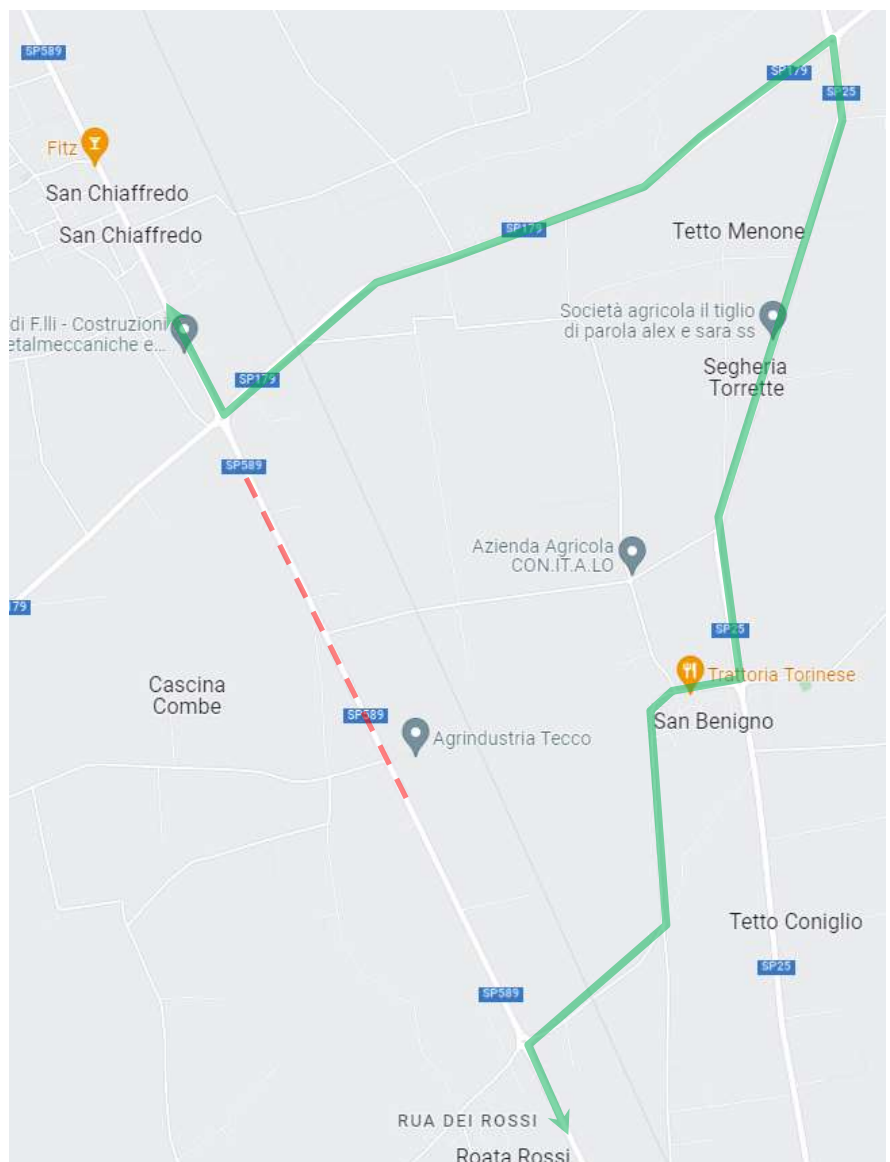 SP589
Fitz
San Chiaffredo
San Chiaffredo
SP179
SP25
SP179
Tetto Menone
di F.lli - Costruzioni
etalmeccaniche e...
Società agricola il tiglio
di parola alex e sara ss
SP179
Segheria
Torrette
SP589
Azienda Agricola
CON.IT.A.LO
79
SP25
Cascina
Combe
Trattoria Torinese
SP589
San Benigno
Agrindustria Tecco
Tetto Coniglio
SP25
SP589
RUA DEI ROSSI
Roata Rossi